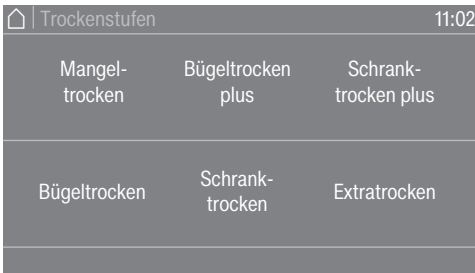 Trockenstufen 11:02
Mangel-
trocken
Bügeltrocken
plus
Schrank-
trocken plus
Bügeltrocken
Schrank-
trocken
Extratrocken